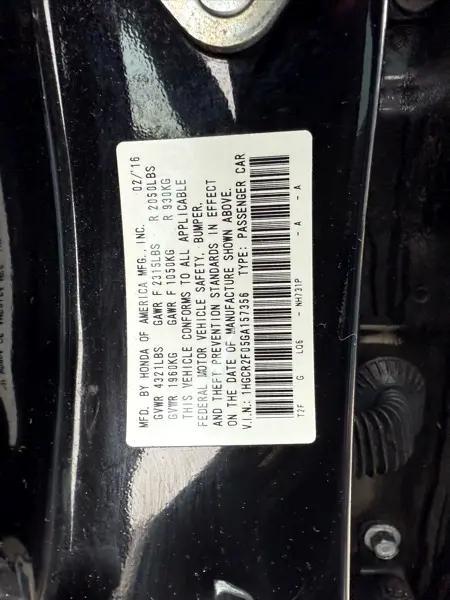 MFD. BY HONDA OF AMERICA MFG., INC. 02/'16
GVWR 4321LBS GAWR F 2315LBS R 2050LBS
GVWR 1960KG GAWR F 1050KG R 930KG
THIS VEHICLE CONFORMS TO ALL APPLICABLE
FEDERAL MOTOR VEHICLE SAFETY, BUMPER,
AND THEFT PREVENTION STANDARDS IN EFFECT
ON THE DATE OF MANUFACTURE SHOWN ABOVE.
V.I.N.: 1HGCR2F05GA157356 TYPE: PASSENGER CAR
T2F G LQ6 - NH731P - A - A